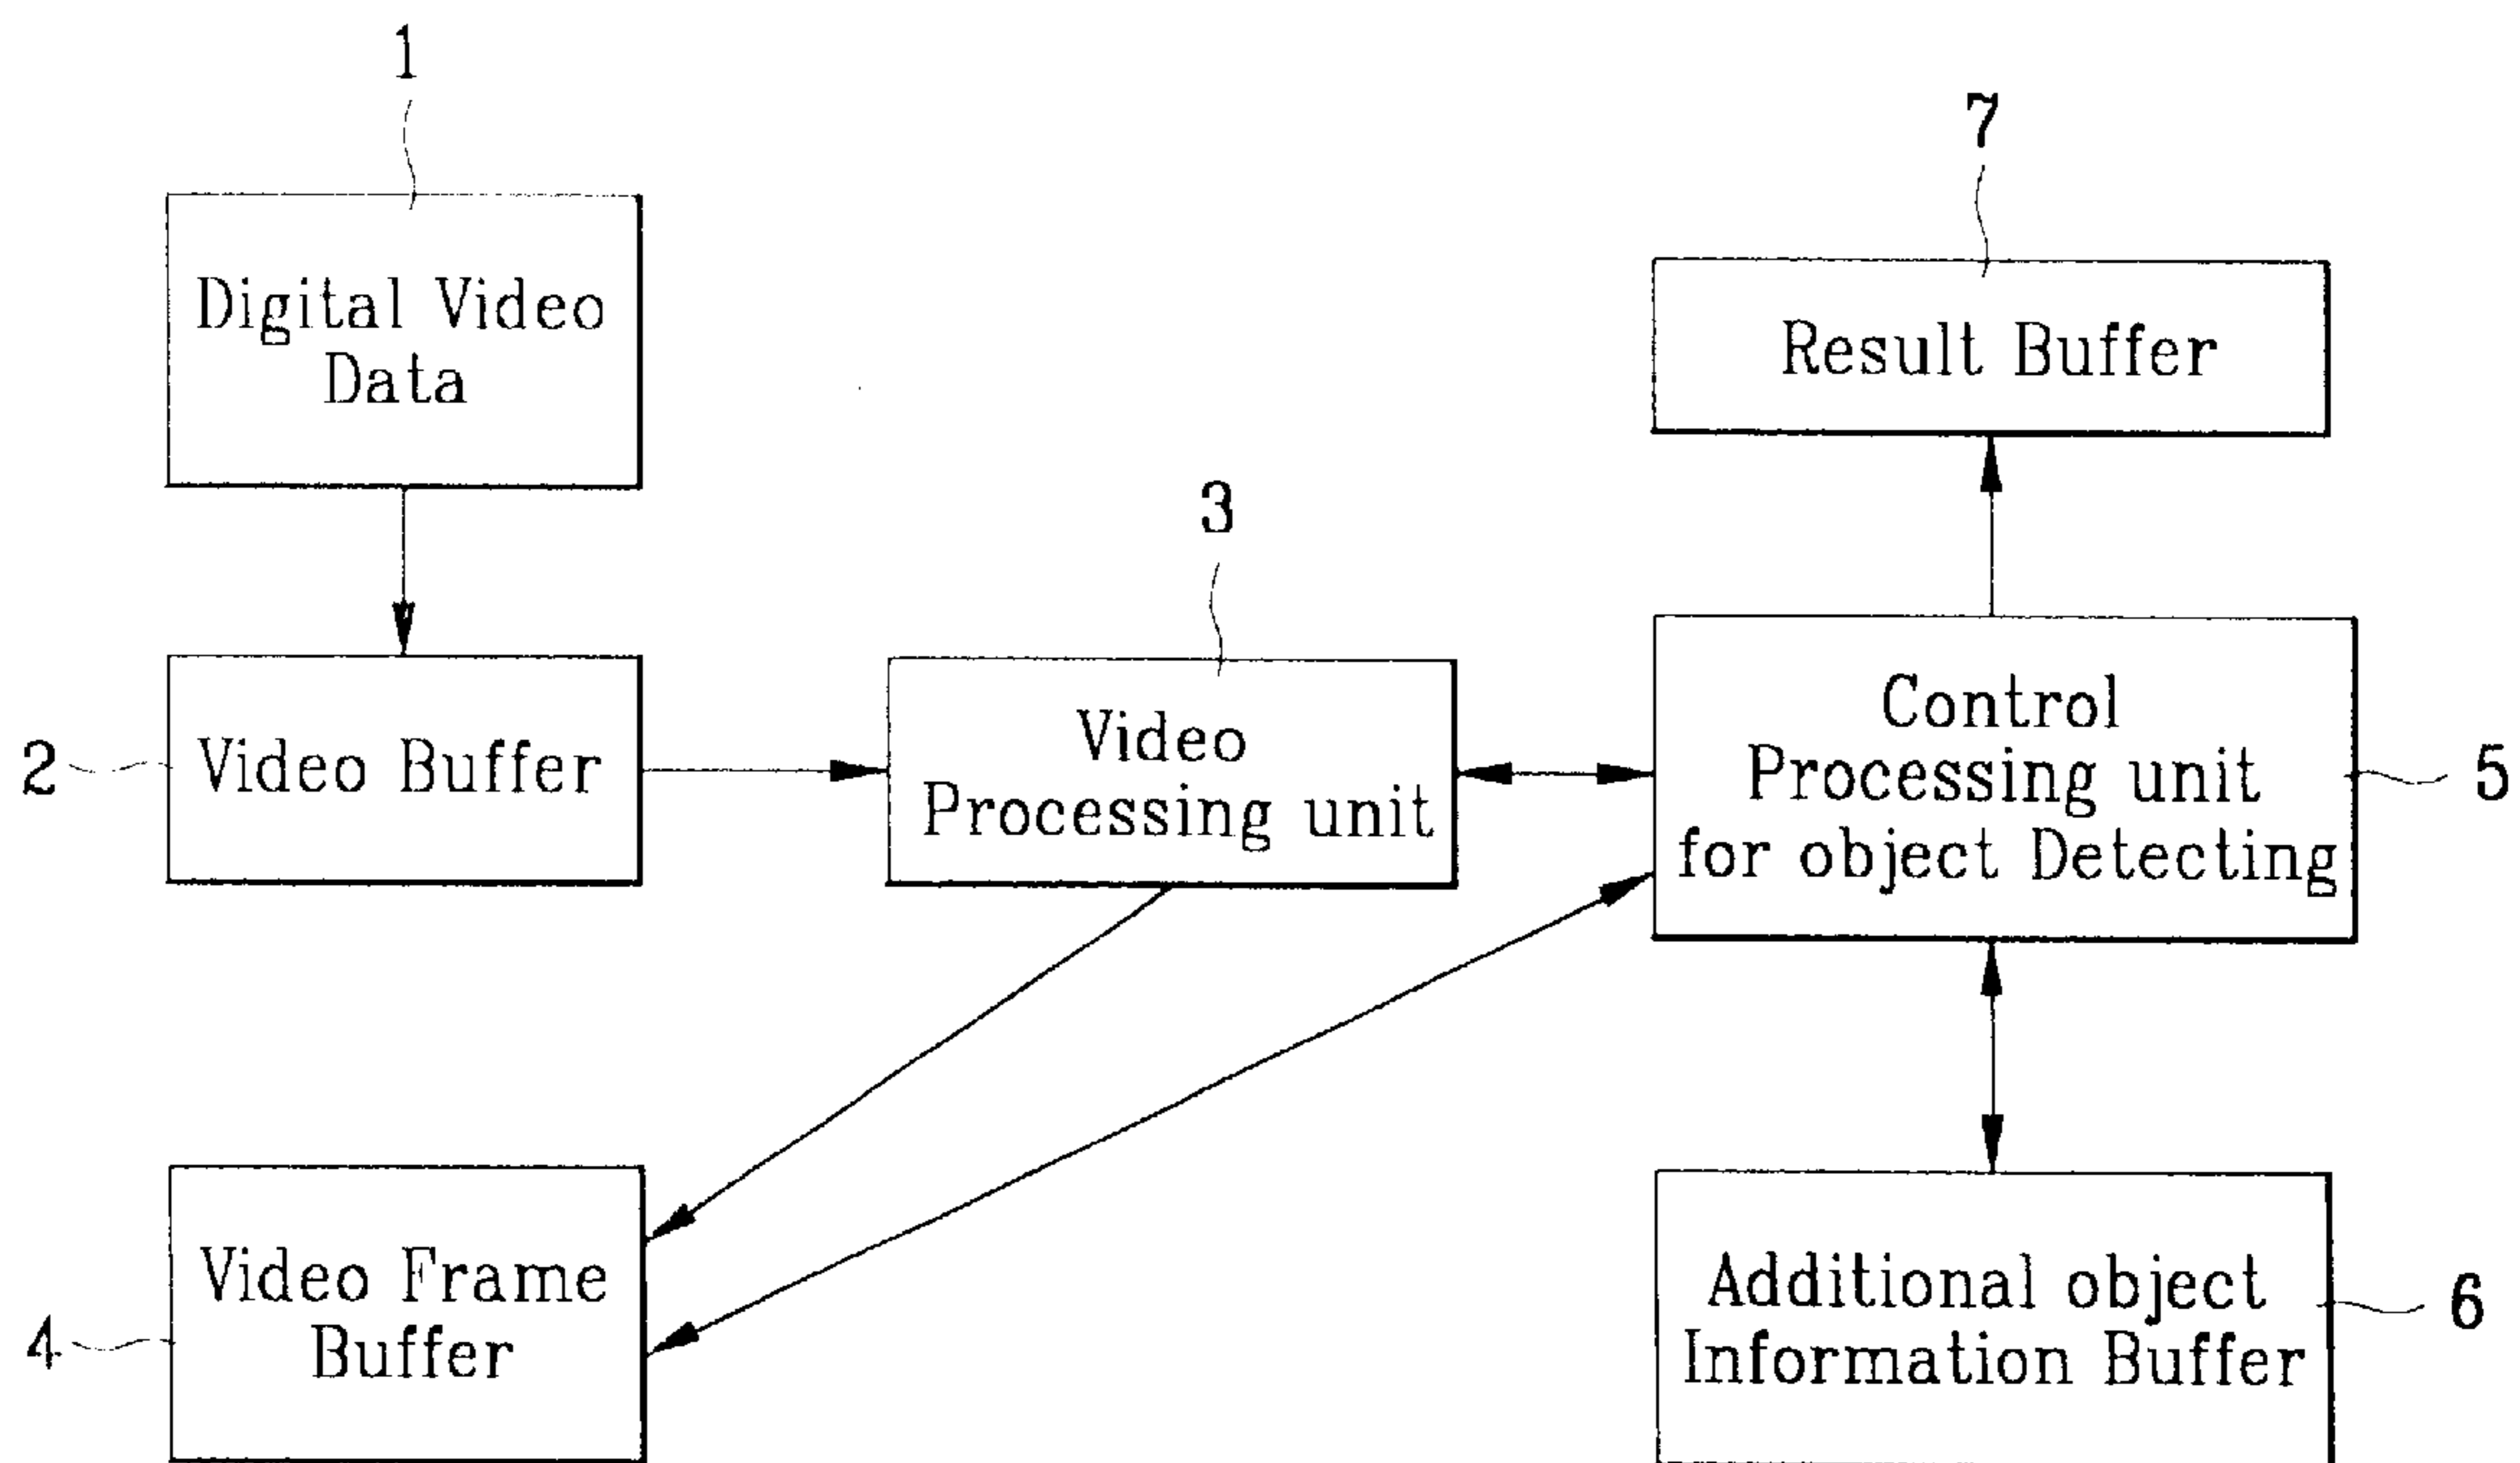 1
Digital Video
Data
7
Result Buffer
3
2
Video Buffer
Video
Processing unit
Control
Processing unit
for object Detecting
5
4
Video Frame
Buffer
Additional object
Information Buffer
6